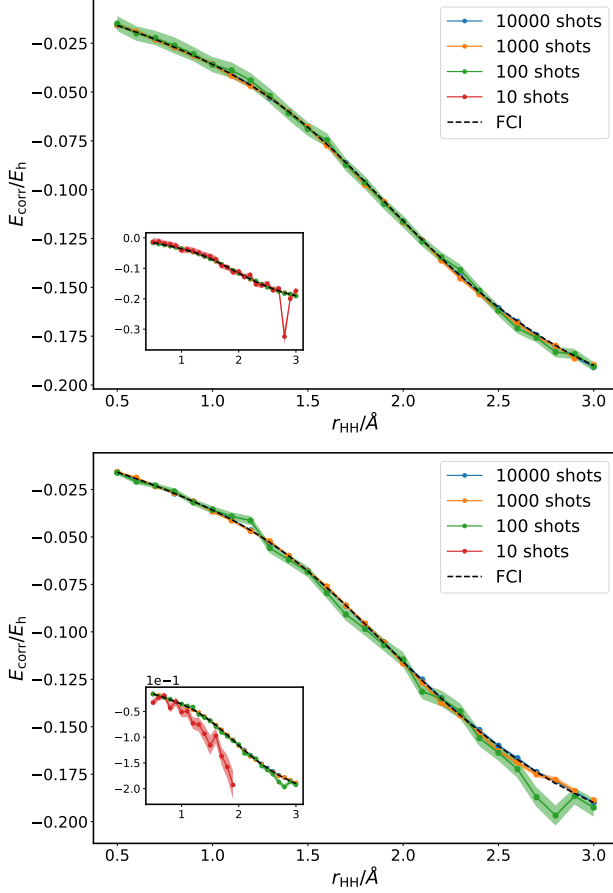 −0.025
−0.050
−0.075
−0.100
−0.125
−0.150
−0.175
−0.200
E_corr/E_h
10000 shots
1000 shots
100 shots
10 shots
FCI
0.0
−0.1
−0.2
−0.3
1 2 3
0.5 1.0 1.5 2.0 2.5 3.0
r_HH/Å
−0.025
−0.050
−0.075
−0.100
−0.125
−0.150
−0.175
−0.200
E_corr/E_h
10000 shots
1000 shots
100 shots
10 shots
FCI
1e−1
−0.5
−1.0
−1.5
−2.0
1 2 3
0.5 1.0 1.5 2.0 2.5 3.0
r_HH/Å